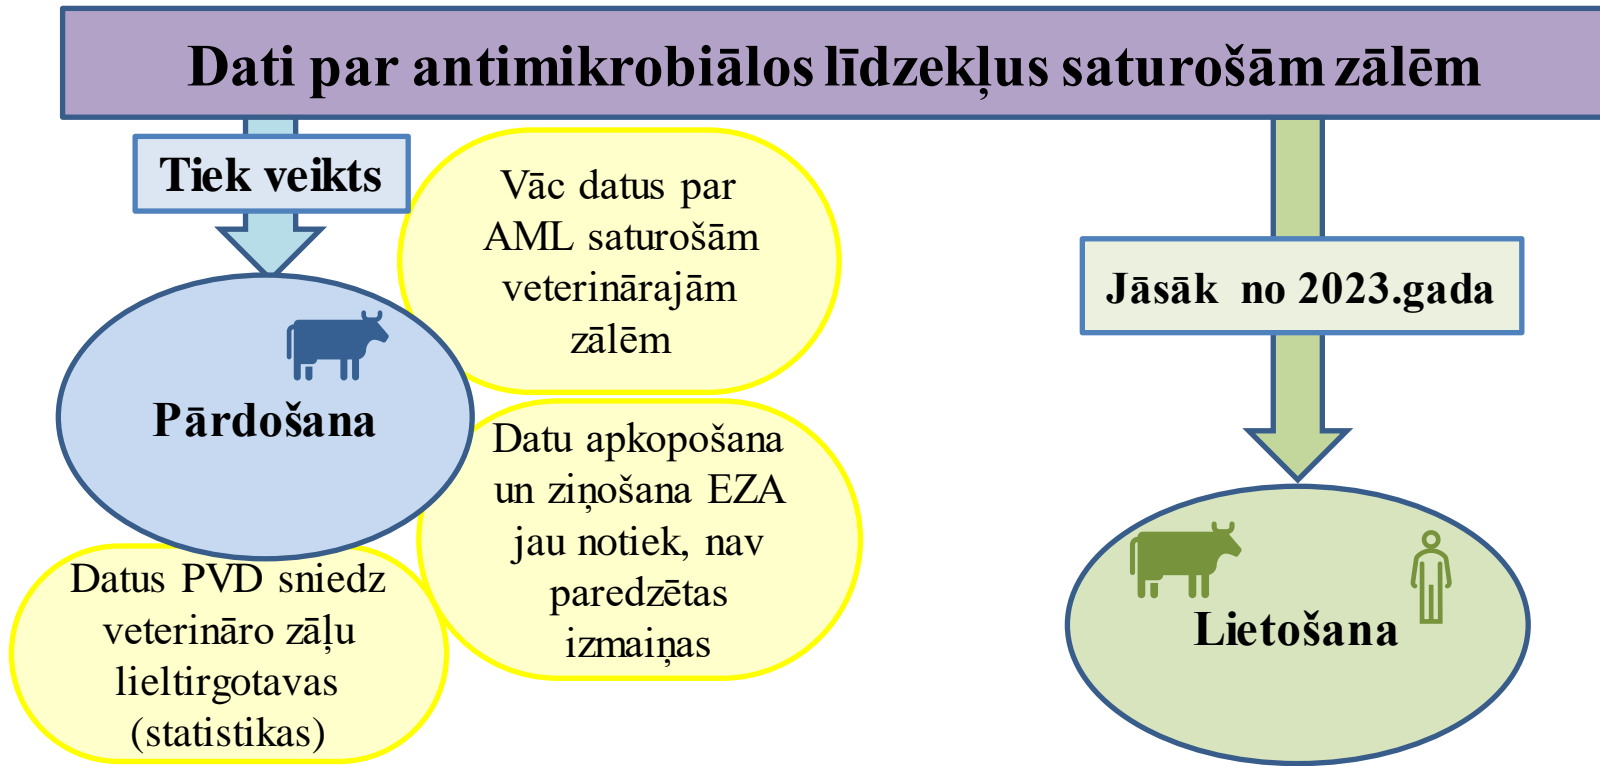 Dati par antimikrobiālos līdzekļus saturošām zālēm
Tiek veikts
Pārdošana
Vāc datus par
AML saturošām
veterinārajām
zālēm
Datu apkopošana
un ziņošana EZA
jau notiek, nav
paredzētas
izmaiņas
Datus PVD sniedz
veterināro zāļu
lieltirgotavas
(statistikas)
Jāsāk no 2023.gada
Lietošana